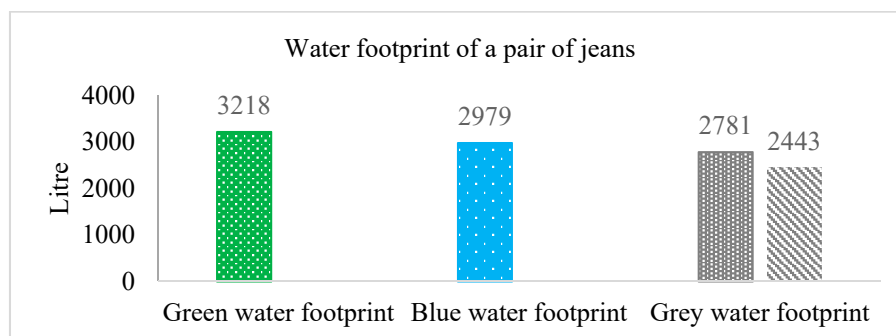 Water footprint of a pair of jeans
4000
3000
2000
1000
0
Litre
3218
2979
2781
2443
Green water footprint
Blue water footprint
Grey water footprint